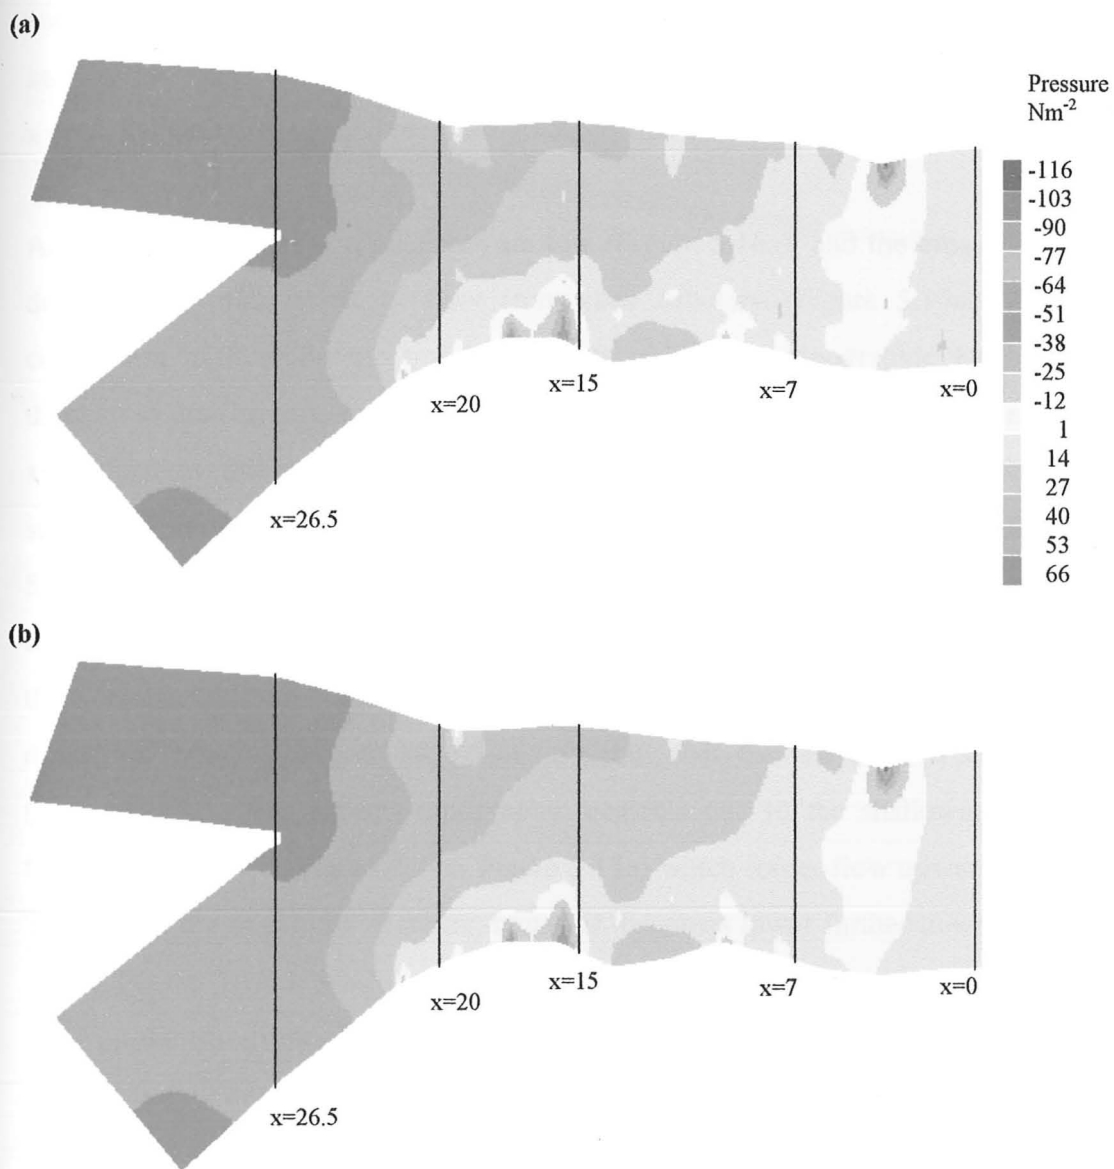 (a)
Pressure
Nm-2
-116
-103
-90
-77
-64
-51
-38
-25
-12
1
14
27
40
53
66
x=0
x=7
x=15
x=20
x=26.5
(b)
x=0
x=7
x=15
x=20
x=26.5